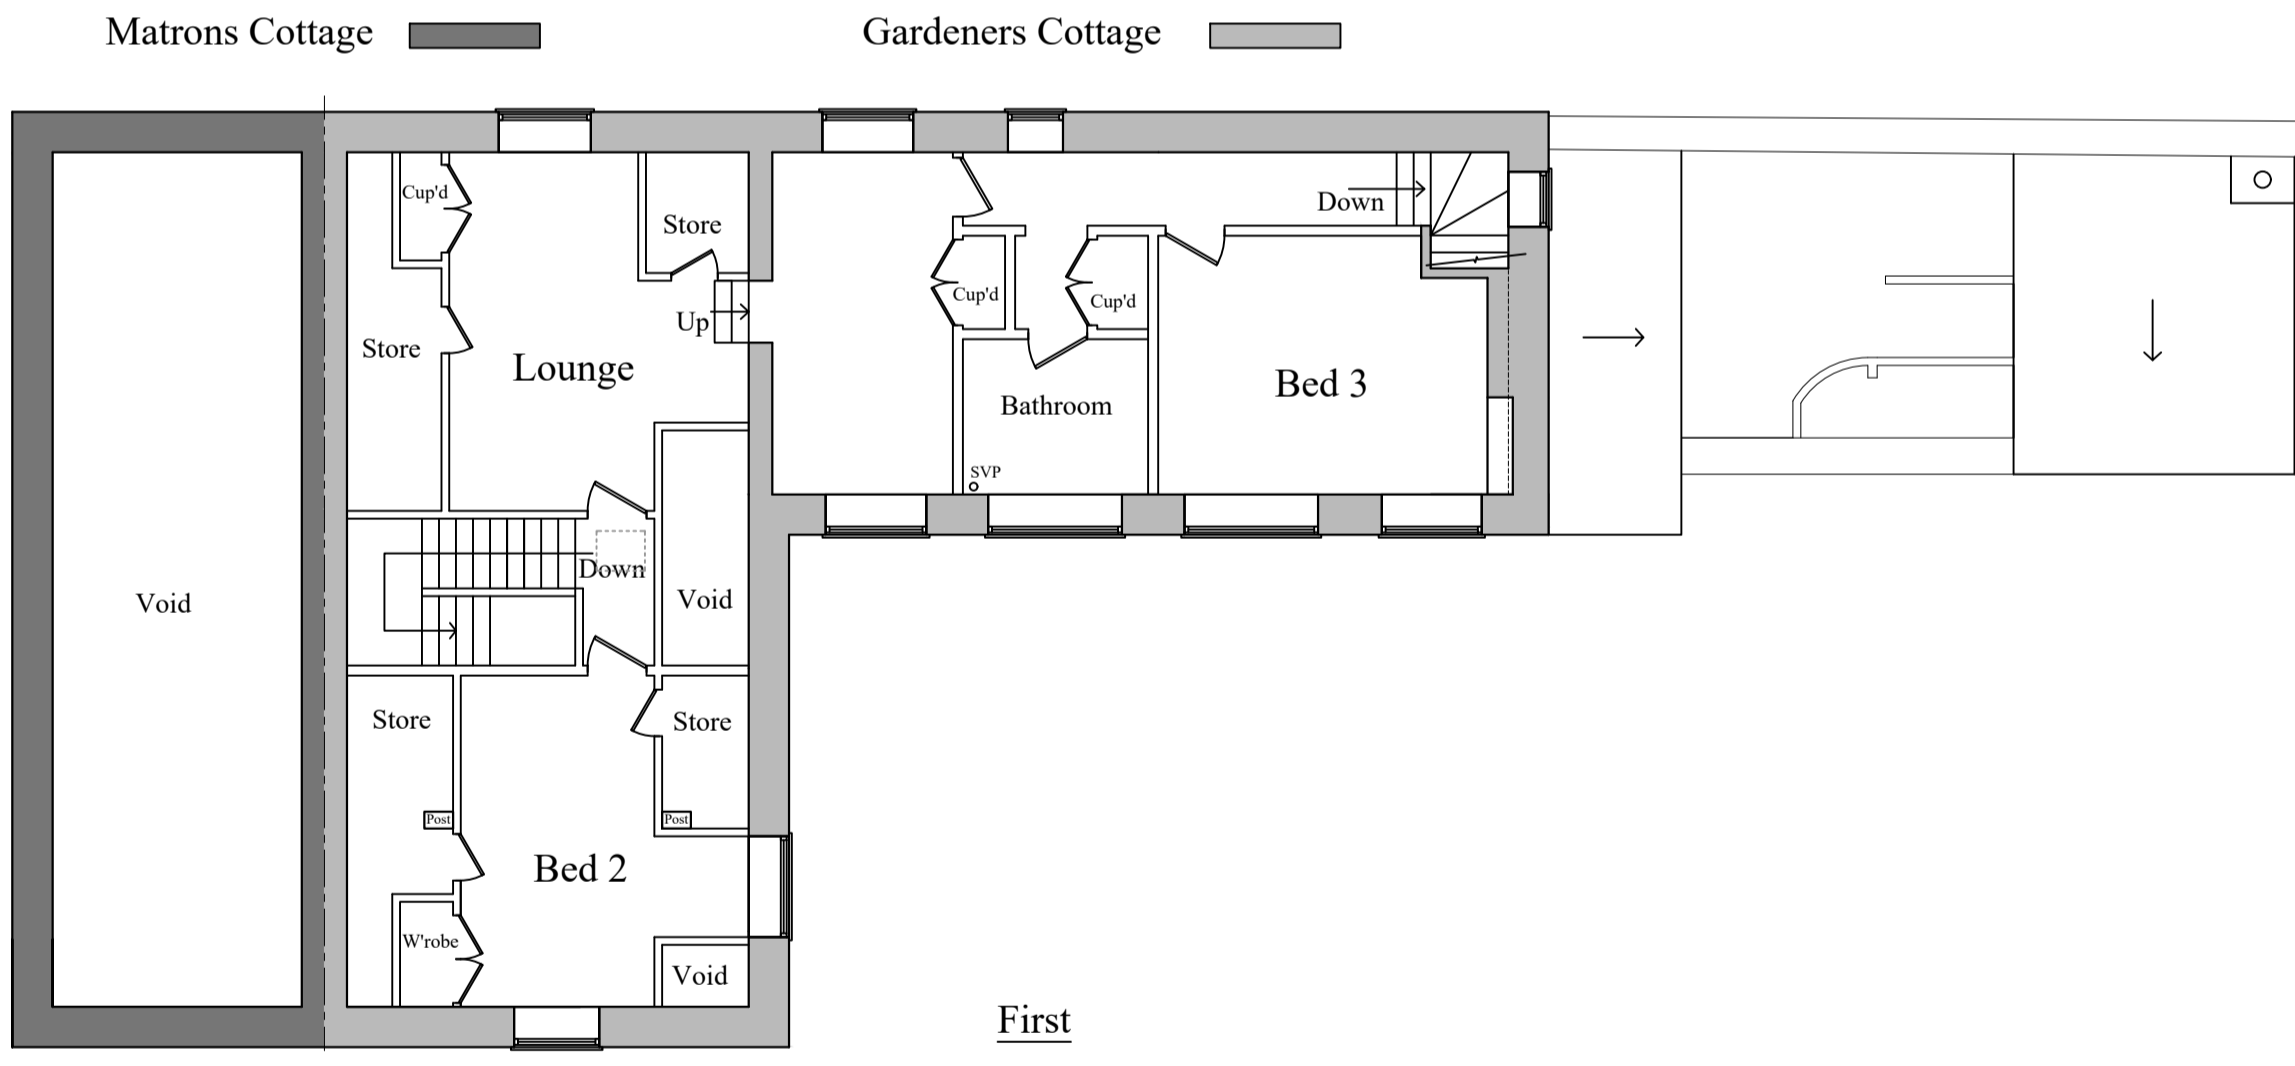 Matrons Cottage
Gardeners Cottage
Cup'd
Store
Down
Cup'd
Cup'd
Up
Store
Lounge
Bed 3
Bathroom
SVP
Down
Void
Void
Store
Store
Post
Post
Bed 2
W'robe
Void
First